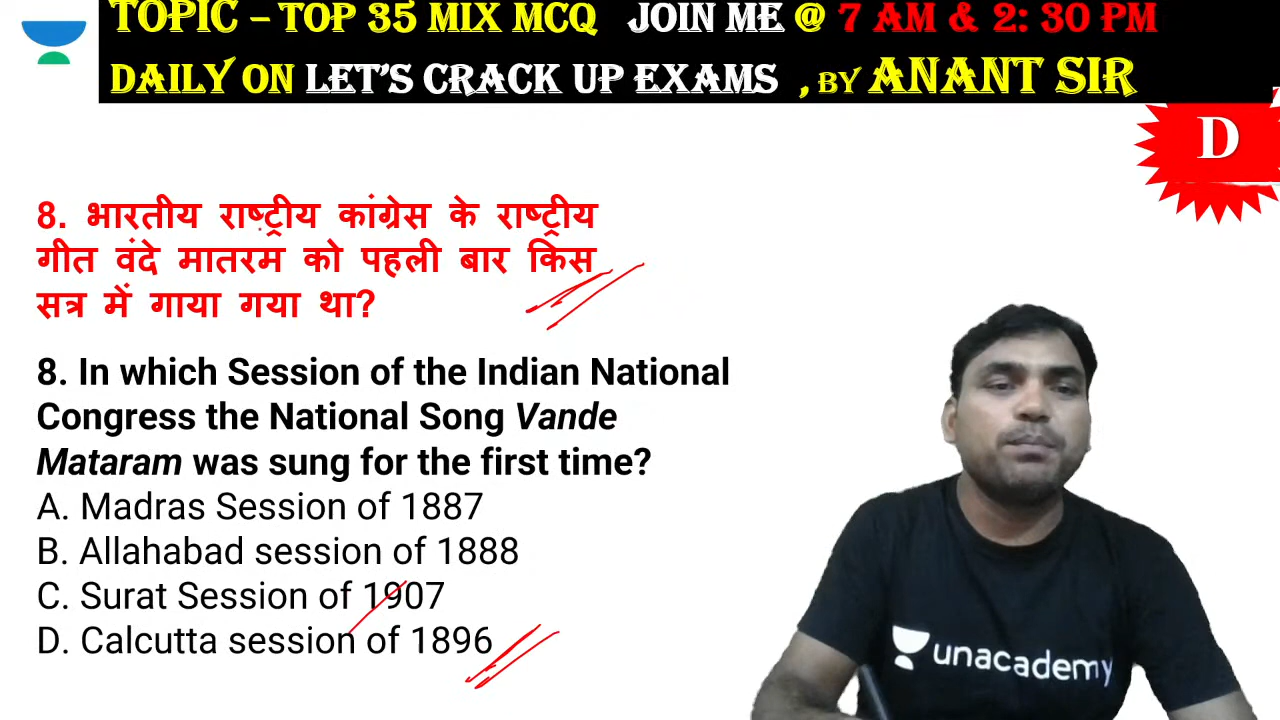 TOPIC – TOP 35 MIX MCQ JOIN ME @ 7 AM & 2: 30 PM
DAILY ON LET'S CRACK UP EXAMS , BY ANANT SIR
D
8. भारतीय राष्ट्रीय कांग्रेस के राष्ट्रीय
गीत वंदे मातरम को पहली बार किस
सत्र में गाया गया था?
8. In which Session of the Indian National
Congress the National Song Vande
Mataram was sung for the first time?
A. Madras Session of 1887
B. Allahabad session of 1888
C. Surat Session of 1907
D. Calcutta session of 1896
unacademy